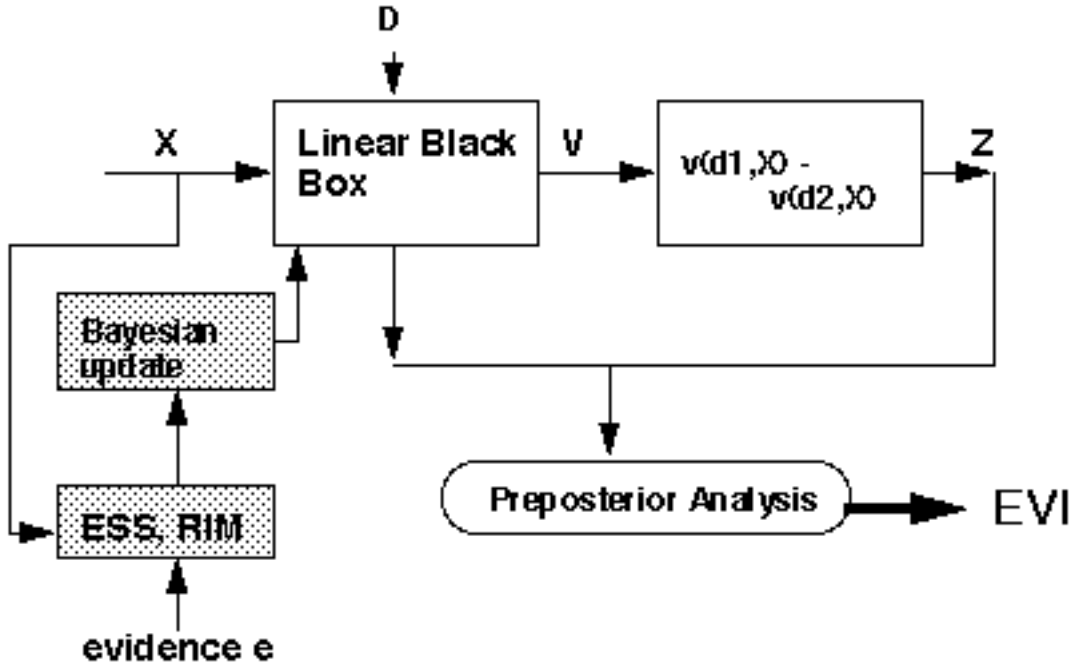 D
X
Linear Black
Box
V
v(d1,X) -
v(d2,X)
Z
Bayesian
update
Preposterior Analysis
EVI
ESS, RIM
evidence e